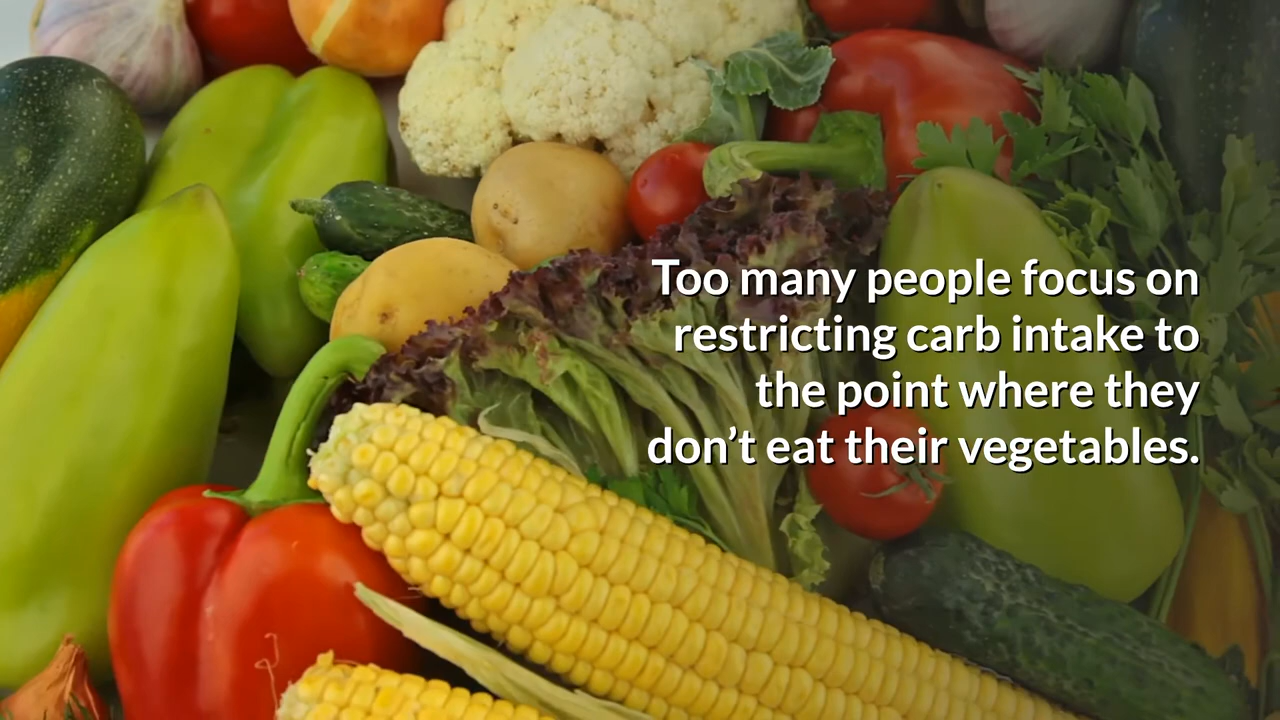 Too many people focus on
restricting carb intake to
the point where they
don’t eat their vegetables.